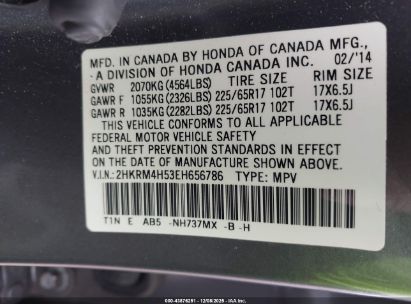 MFD. IN CANADA BY HONDA OF CANADA MFG.,
A DIVISION OF HONDA CANADA INC. 02/'14
GVWR 2070KG (4564LBS) TIRE SIZE RIM SIZE
GAWR F 1055KG (2326LBS) 225/65R17 102T 17X6.5J
GAWR R 1035KG (2282LBS) 225/65R17 102T 17X6.5J
THIS VEHICLE CONFORMS TO ALL APPLICABLE
FEDERAL MOTOR VEHICLE SAFETY
AND THEFT PREVENTION STANDARDS IN EFFECT ON
THE DATE OF MANUFACTURE SHOWN ABOVE.
V.I.N.: 2HKRM4H53EH656786 TYPE: MPV
T1N E AB5 -NH737MX -B -H